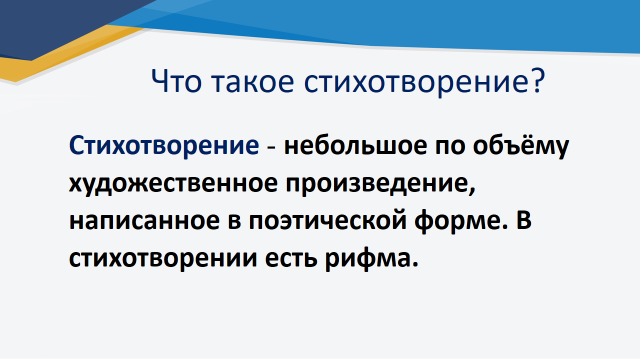 Что такое стихотворение?
Стихотворение - небольшое по объёму
художественное произведение,
написанное в поэтической форме. В
стихотворении есть рифма.